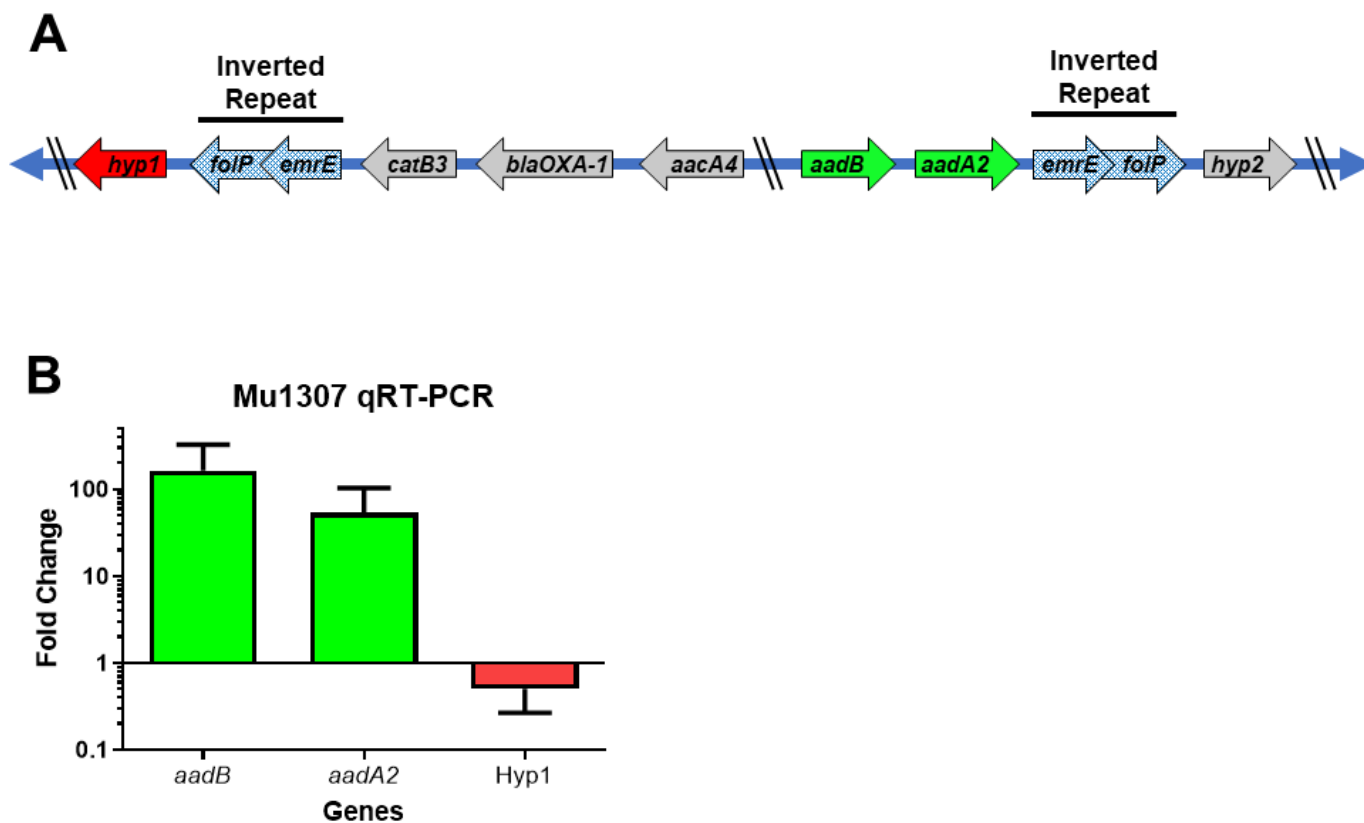 A
Inverted
Repeat
Inverted
Repeat
hyp1 folP emrE catB3 blaOXA-1 aacA4 aadB aadA2 emrE folP hyp2
B
Mu1307 qRT-PCR
Fold Change
100
10
1
0.1
aadB aadA2 Hyp1
Genes